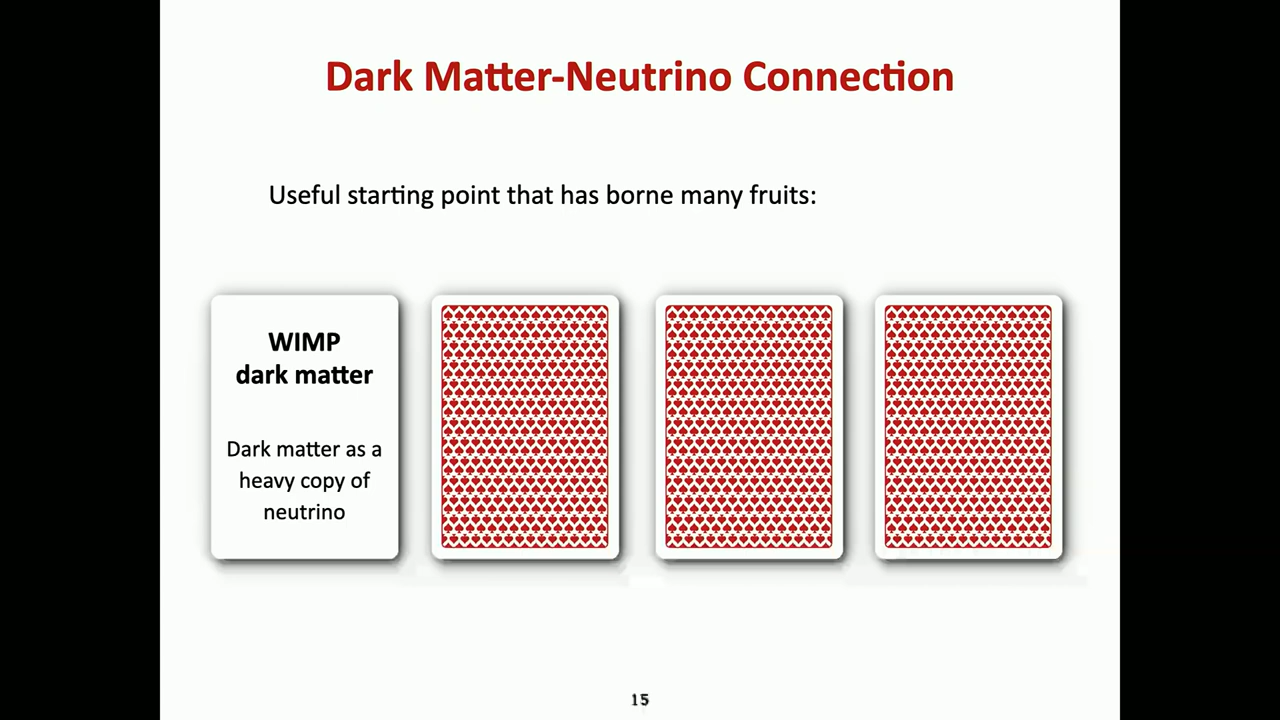 Dark Matter-Neutrino Connection
Useful starting point that has borne many fruits:
WIMP
dark matter
Dark matter as a
heavy copy of
neutrino
15